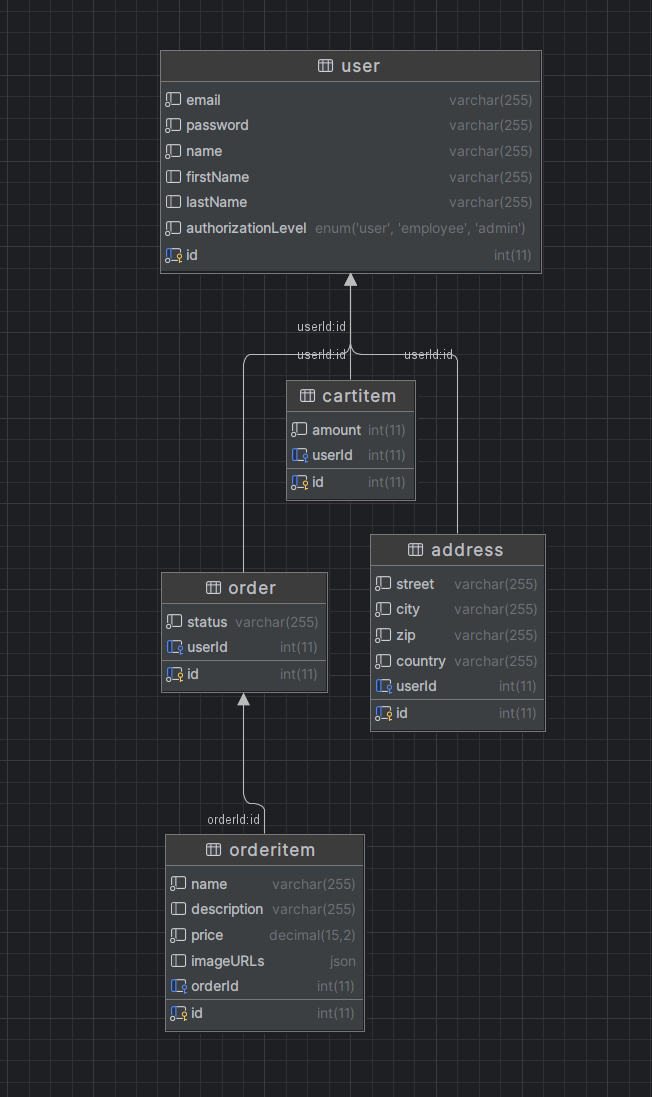 user
email varchar(255)
password varchar(255)
name varchar(255)
firstName varchar(255)
lastName varchar(255)
authorizationLevel enum('user', 'employee', 'admin')
id int(11)
userId:id
userId:id
userId:id
cartitem
amount int(11)
userId int(11)
id int(11)
address
street varchar(255)
city varchar(255)
zip varchar(255)
country varchar(255)
userId int(11)
id int(11)
order
status varchar(255)
userId int(11)
id int(11)
orderId:id
orderitem
name varchar(255)
description varchar(255)
price decimal(15,2)
imageURLs json
orderId int(11)
id int(11)